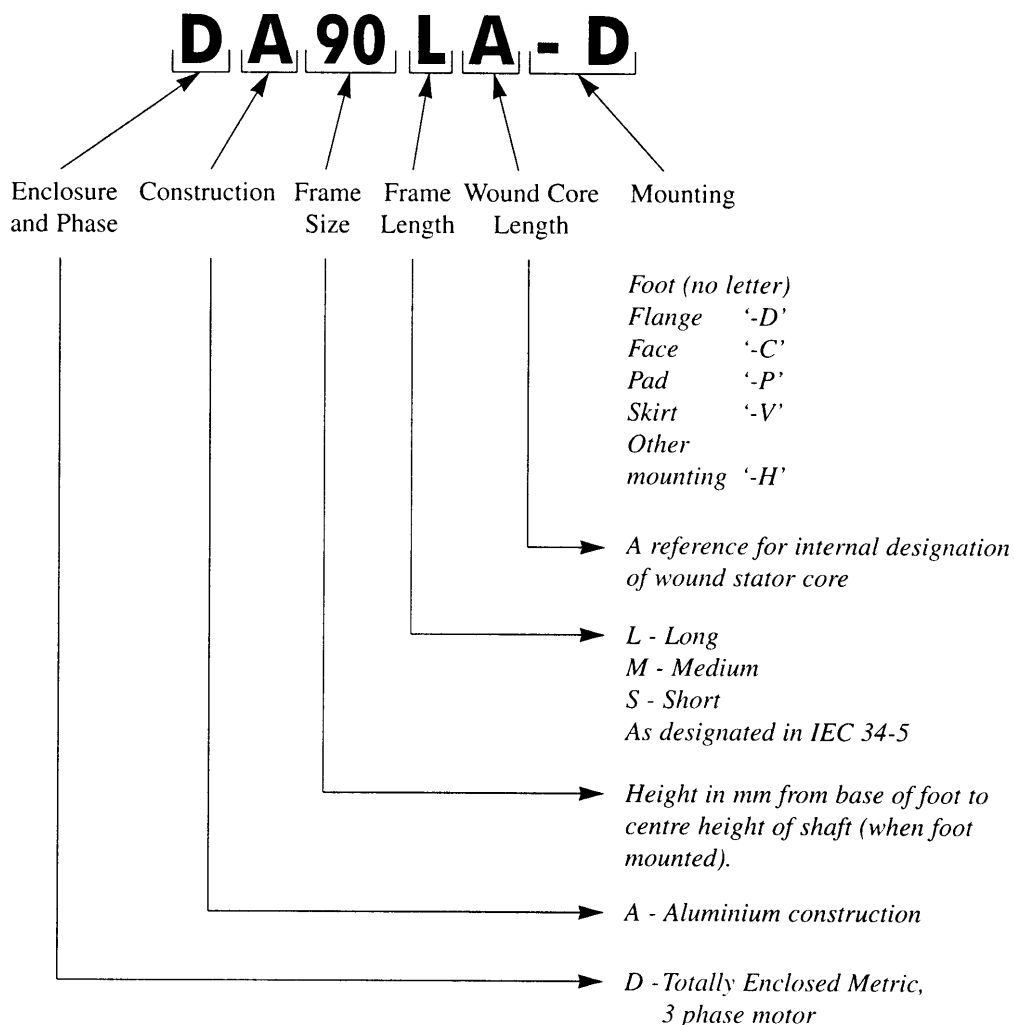 DA90LA-D
Enclosure and Phase
Construction
Frame Size
Frame Length
Wound Core Length
Mounting
Foot (no letter)
Flange ‘-D’
Face ‘-C’
Pad ‘-P’
Skirt ‘-V’
Other
mounting ‘-H’
A reference for internal designation
of wound stator core
L - Long
M - Medium
S - Short
As designated in IEC 34-5
Height in mm from base of foot to
centre height of shaft (when foot
mounted).
A - Aluminium construction
D - Totally Enclosed Metric,
3 phase motor